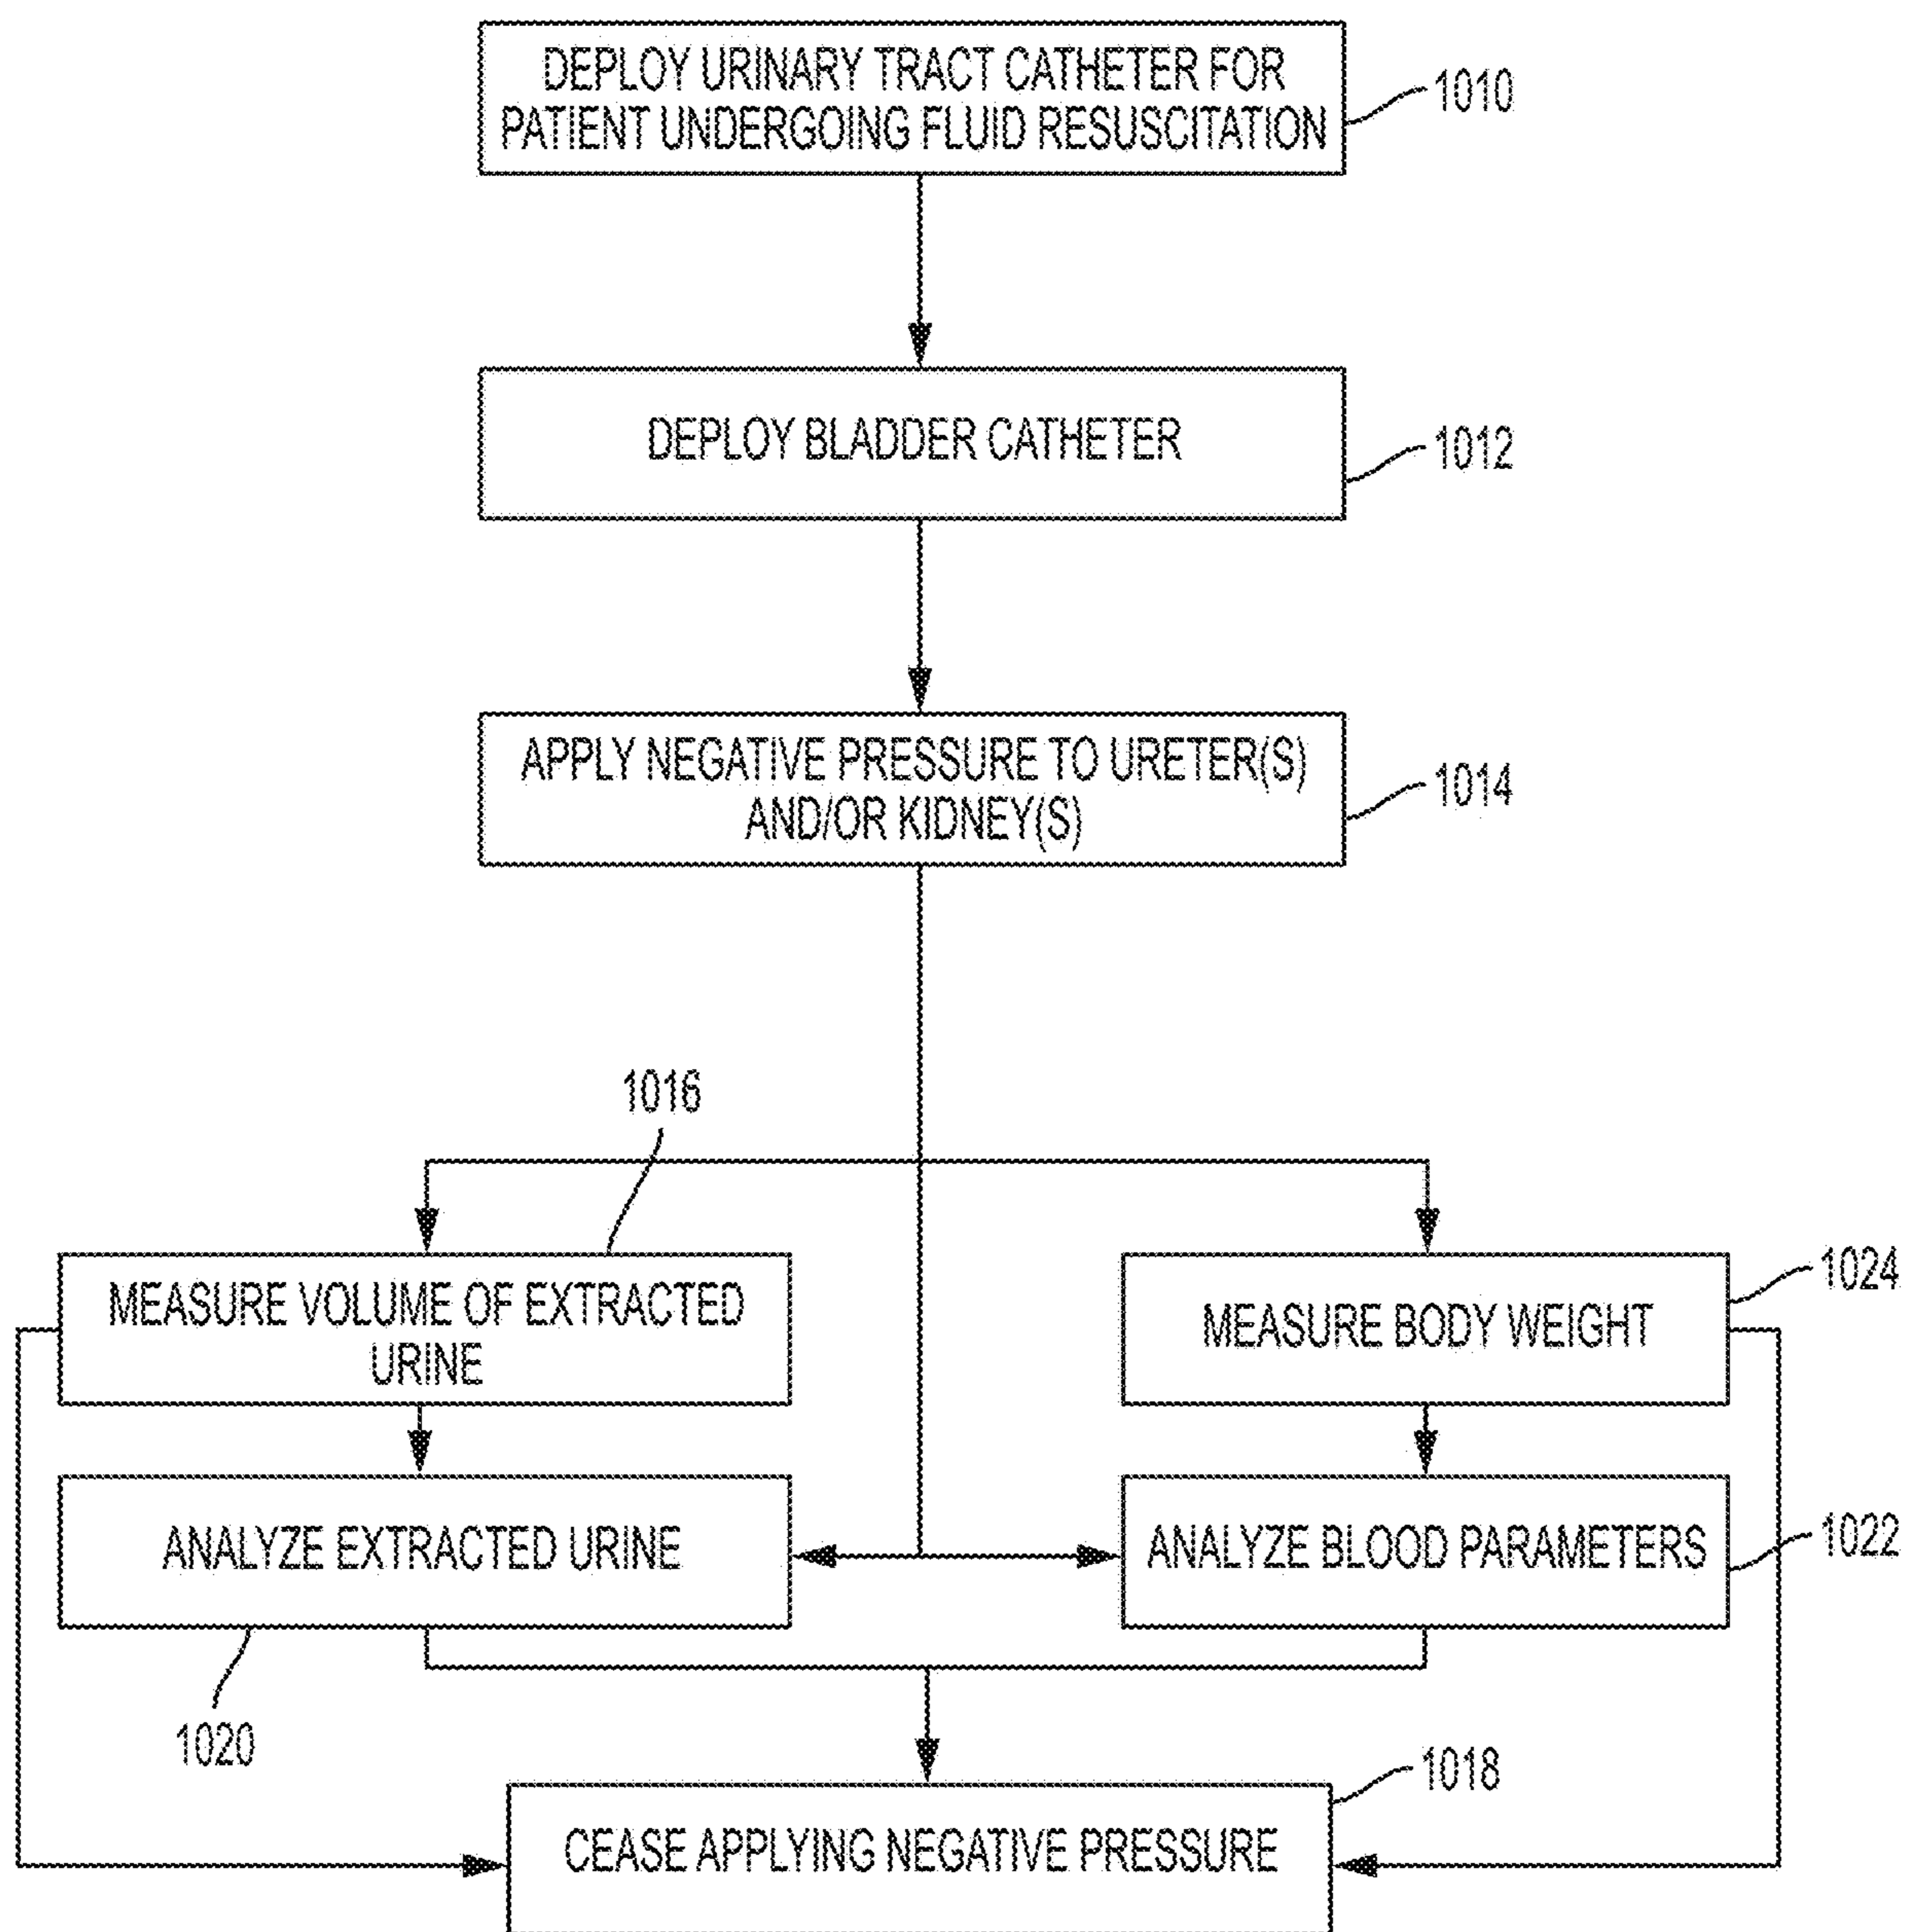 DEPLOY URINARY TRACT CATHETER FOR
PATIENT UNDERGOING FLUID RESUSCITATION
1010
DEPLOY BLADDER CATHETER
1012
APPLY NEGATIVE PRESSURE TO URETER(S)
AND/OR KIDNEY(S)
1014
1016
MEASURE VOLUME OF EXTRACTED
URINE
MEASURE BODY WEIGHT
1024
ANALYZE EXTRACTED URINE
ANALYZE BLOOD PARAMETERS
1022
1020
1018
CEASE APPLYING NEGATIVE PRESSURE